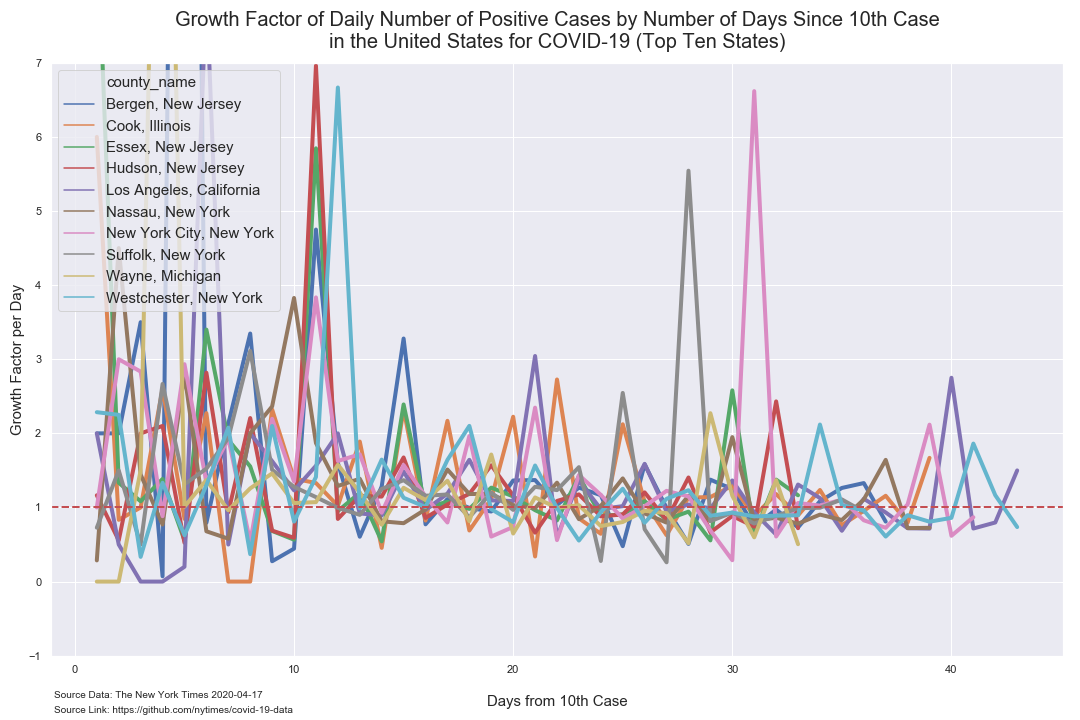 Growth Factor of Daily Number of Positive Cases by Number of Days Since 10th Case
in the United States for COVID-19 (Top Ten States)
Growth Factor per Day
7
6
5
4
3
2
1
0
−1
county_name
Bergen, New Jersey
Cook, Illinois
Essex, New Jersey
Hudson, New Jersey
Los Angeles, California
Nassau, New York
New York City, New York
Suffolk, New York
Wayne, Michigan
Westchester, New York
0 10 20 30 40
Days from 10th Case
Source Data: The New York Times 2020-04-17
Source Link: https://github.com/nytimes/covid-19-data